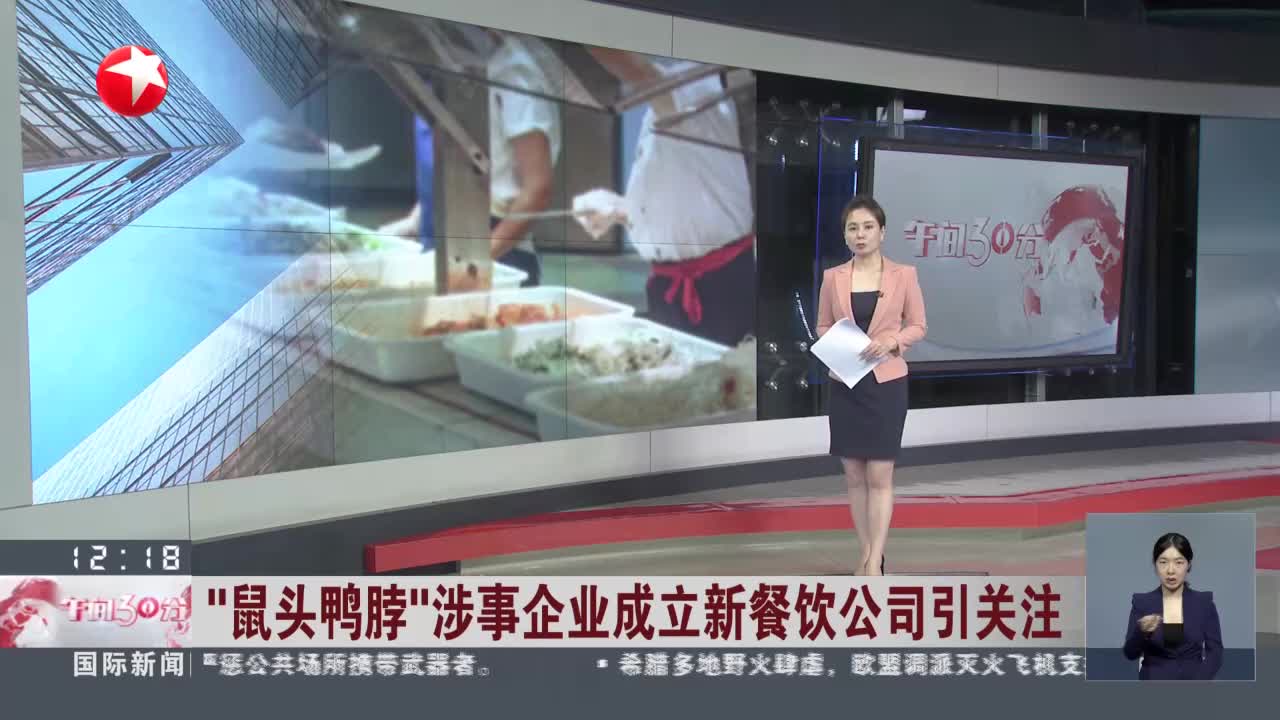 午间30分
12:18
午间30分
"鼠头鸭脖"涉事企业成立新餐饮公司引关注
国际新闻
惩公共场所携带武器者。 · 希腊多地野火肆虐，欧盟调派灭火飞机支